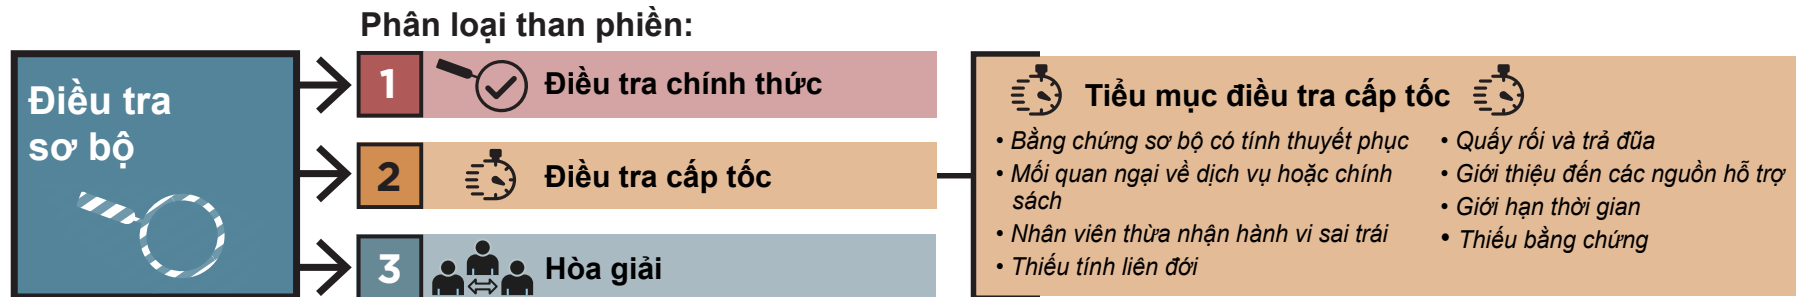 Phân loại than phiền:
Điều tra
sơ bộ
1 Điều tra chính thức
2 Điều tra cấp tốc
3 Hòa giải
Tiểu mục điều tra cấp tốc
• Bằng chứng sơ bộ có tính thuyết phục
• Mối quan ngại về dịch vụ hoặc chính
sách
• Nhân viên thừa nhận hành vi sai trái
• Thiếu tính liên đới
• Quấy rối và trả đũa
• Giới thiệu đến các nguồn hỗ trợ
• Giới hạn thời gian
• Thiếu bằng chứng